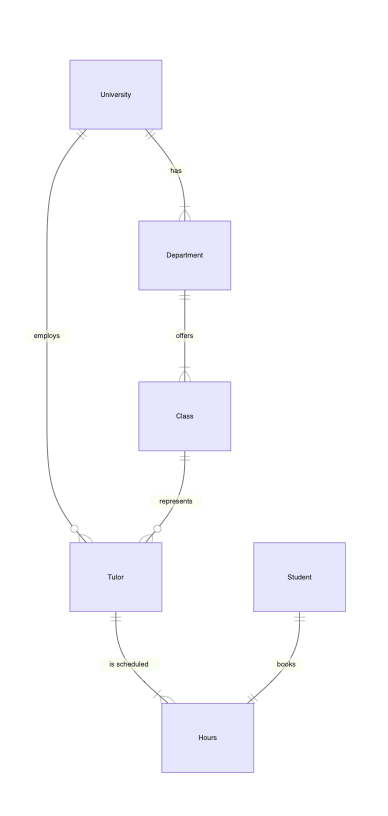 University
has
Department
employs
offers
Class
represents
Tutor
Student
is scheduled
books
Hours